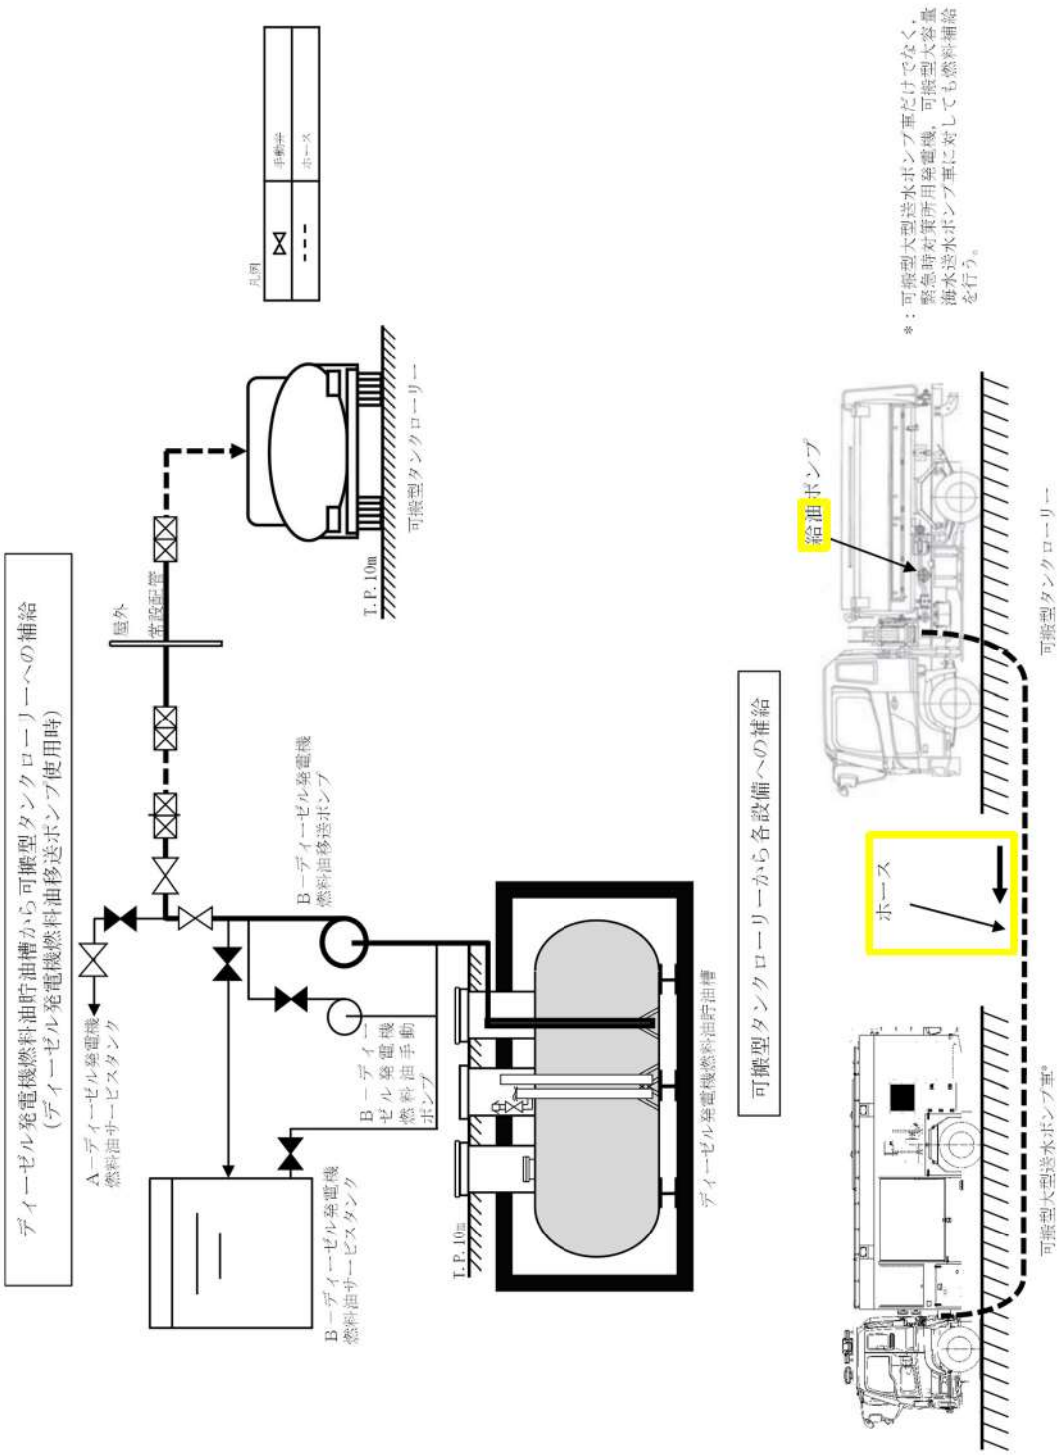 ディーゼル発電機燃料油貯油槽から可搬型タンクローリーへの補給
(ディーゼル発電機燃料油移送ポンプ使用時)
A－ディーゼル発電機
燃料油サービスタンク
屋外
常設配管
凡例
手動弁
ホース
B－ディーゼル発電機
燃料油移送ポンプ
B－ディー
ゼル発電機
燃料油手動
ポンプ
B－ディーゼル発電機
燃料油サービスタンク
T.P.10m
可搬型タンクローリー
T.P.10m
ディーゼル発電機燃料油貯油槽
可搬型タンクローリーから各設備への補給
給油ポンプ
ホース
可搬型大型送水ポンプ車*
可搬型タンクローリー
*：可搬型大型送水ポンプ車だけでなく，
緊急時対策所用発電機，可搬型大容量
海水送水ポンプ車に対しても燃料補給
を行う。